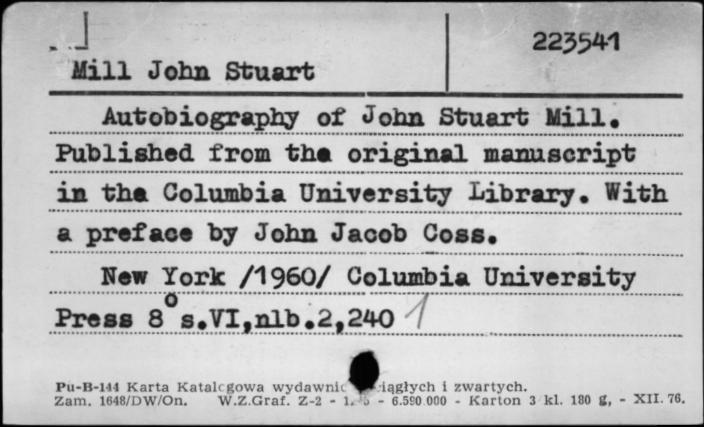 223541
Mill John Stuart
Autobiography of John Stuart Mill.
Published from the original manuscript
in the Columbia University Library. With
a preface by John Jacob Coss.
New York /1960/ Columbia University
Press 8° s.VI,nlb.2,240 1
Pu-B-144 Karta Katalogowa wydawnic iągłych i zwartych.
Zam. 1648/DW/On. W.Z.Graf. Z-2 - - 6.590.000 - Karton 3 kl. 180 g, - XII. 76.